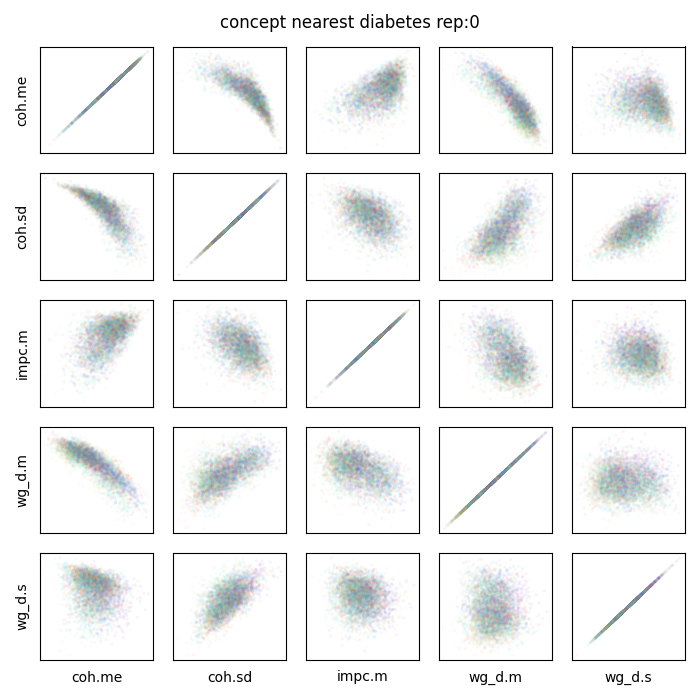 concept nearest diabetes rep:0
coh.me
coh.sd
impc.m
wg_d.m
wg_d.s
coh.me
coh.sd
impc.m
wg_d.m
wg_d.s